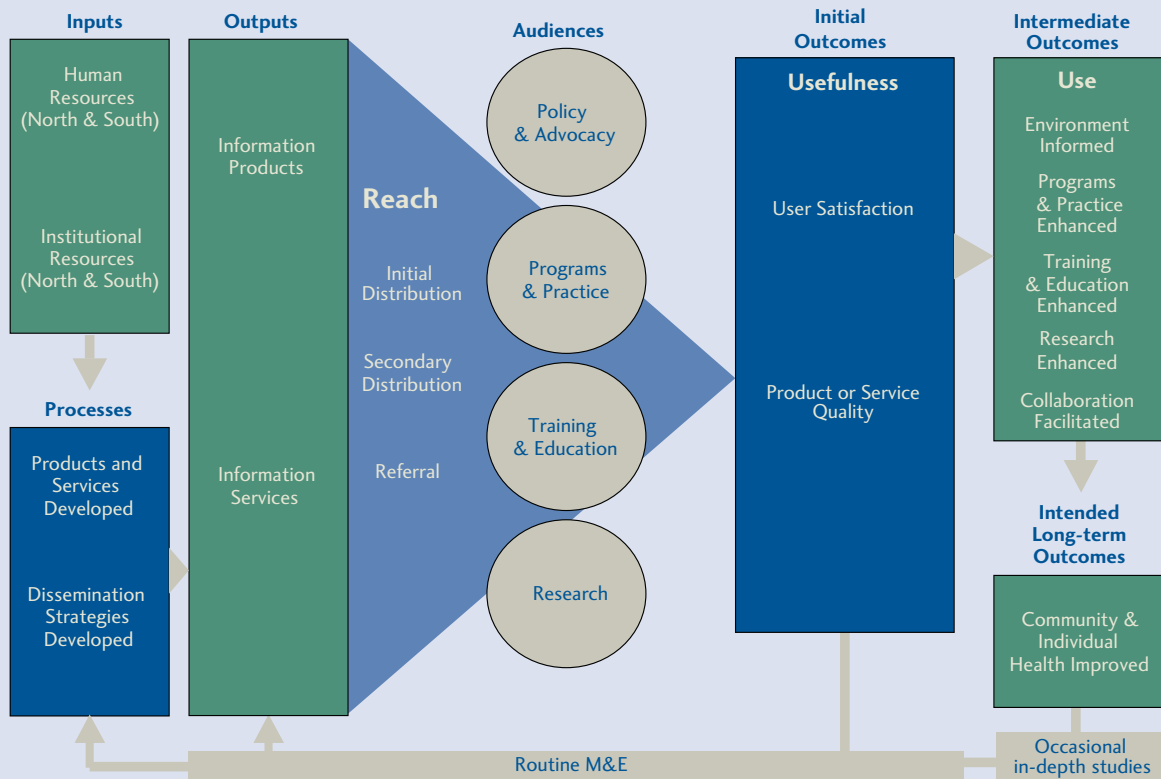 Inputs
Human
Resources
(North & South)
Institutional
Resources
(North & South)
Processes
Products and
Services
Developed
Dissemination
Strategies
Developed
Outputs
Information
Products
Information
Services
Reach
Initial
Distribution
Secondary
Distribution
Referral
Audiences
Policy
& Advocacy
Programs
& Practice
Training
& Education
Research
Initial
Outcomes
Usefulness
User Satisfaction
Product or Service
Quality
Intermediate
Outcomes
Use
Environment
Informed
Programs
& Practice
Enhanced
Training
& Education
Enhanced
Research
Enhanced
Collaboration
Facilitated
Intended
Long-term
Outcomes
Community &
Individual
Health Improved
Routine M&E
Occasional
in-depth studies